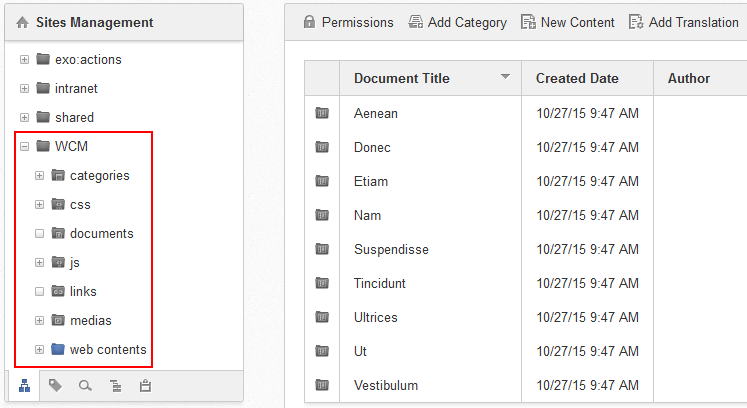 Sites Management
exo:actions
intranet
shared
WCM
categories
css
documents
js
links
medias
web contents
Permissions Add Category New Content Add Translation
Document Title Created Date Author
Aenean 10/27/15 9:47 AM
Donec 10/27/15 9:47 AM
Etiam 10/27/15 9:47 AM
Nam 10/27/15 9:47 AM
Suspendisse 10/27/15 9:47 AM
Tincidunt 10/27/15 9:47 AM
Ultrices 10/27/15 9:47 AM
Ut 10/27/15 9:47 AM
Vestibulum 10/27/15 9:47 AM